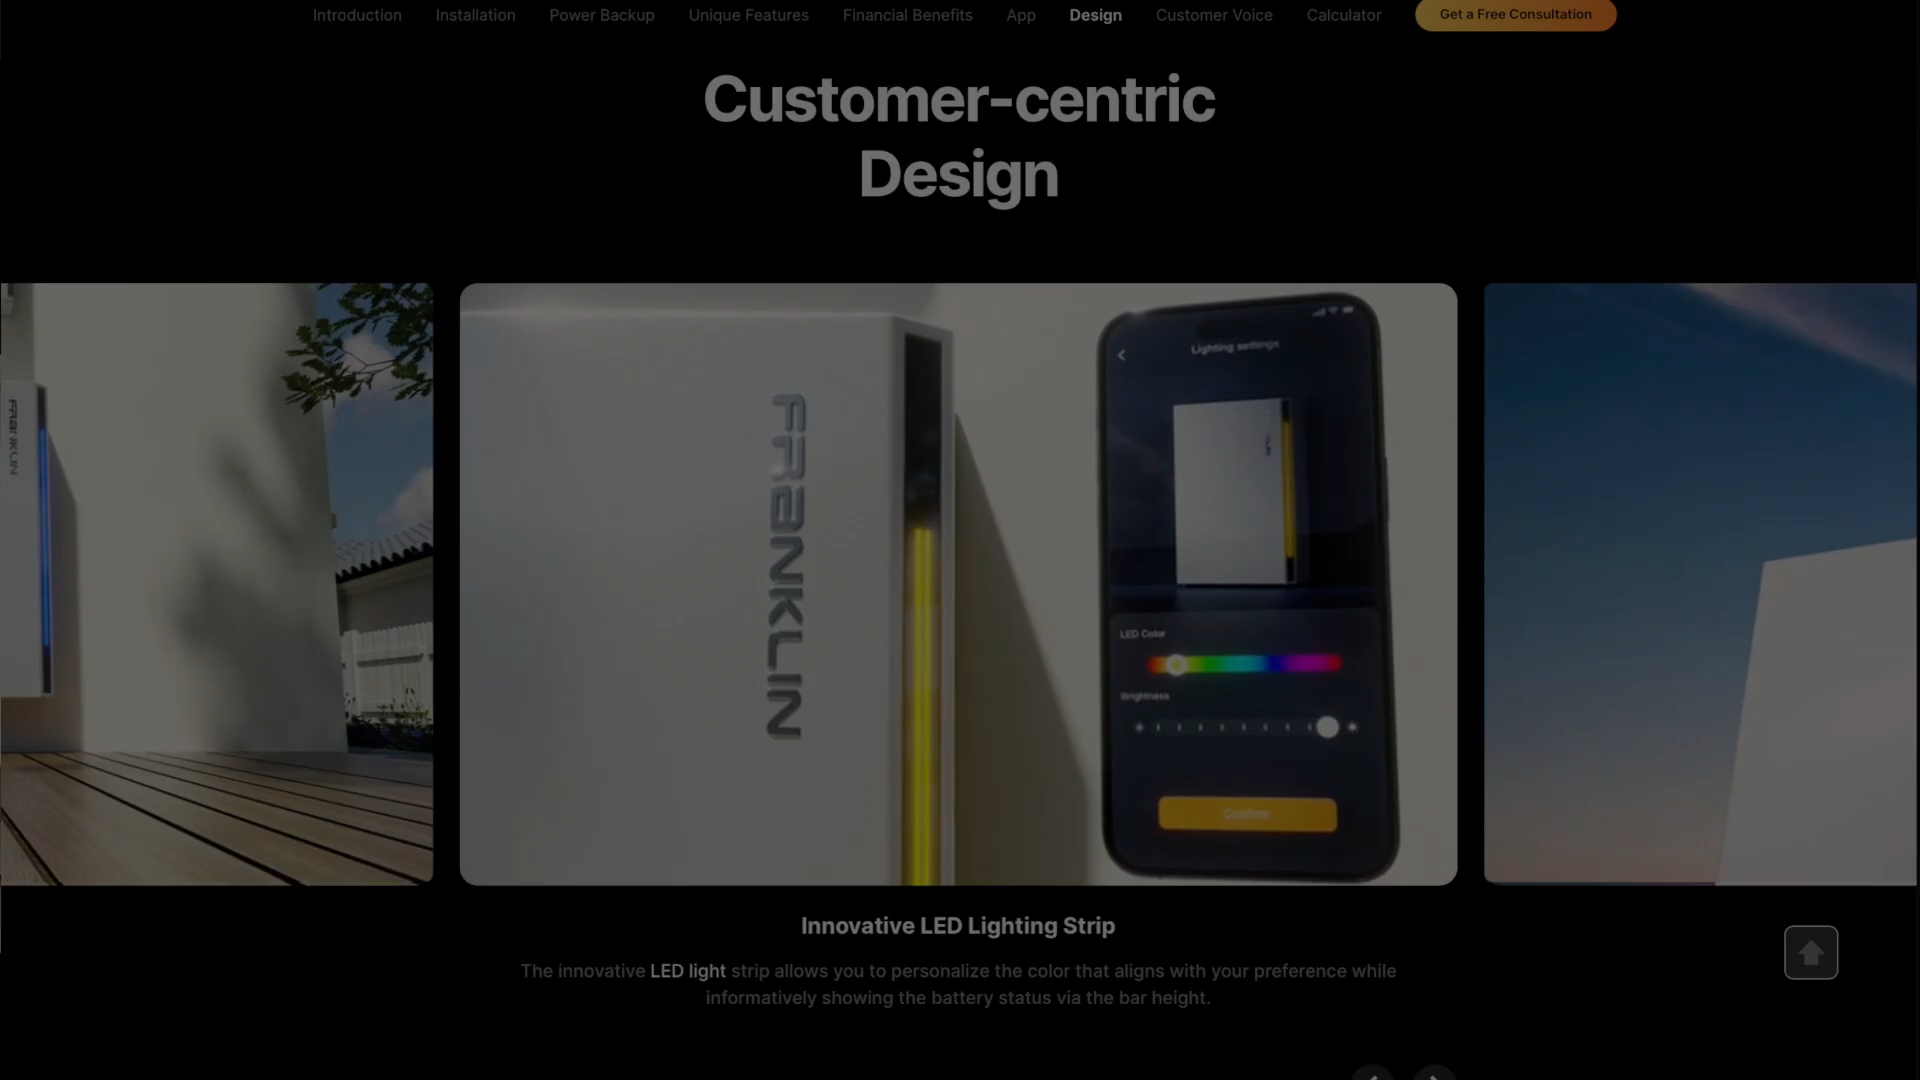 Introduction
Installation
Power Backup
Unique Features
Financial Benefits
App
Design
Customer Voice
Calculator
Get a Free Consultation
Customer-centric
Design
FRANKLIN
FRANKLIN
Lighting settings
LED Color
Brightness
Confirm
Innovative LED Lighting Strip
The innovative LED light strip allows you to personalize the color that aligns with your preference while
informatively showing the battery status via the bar height.